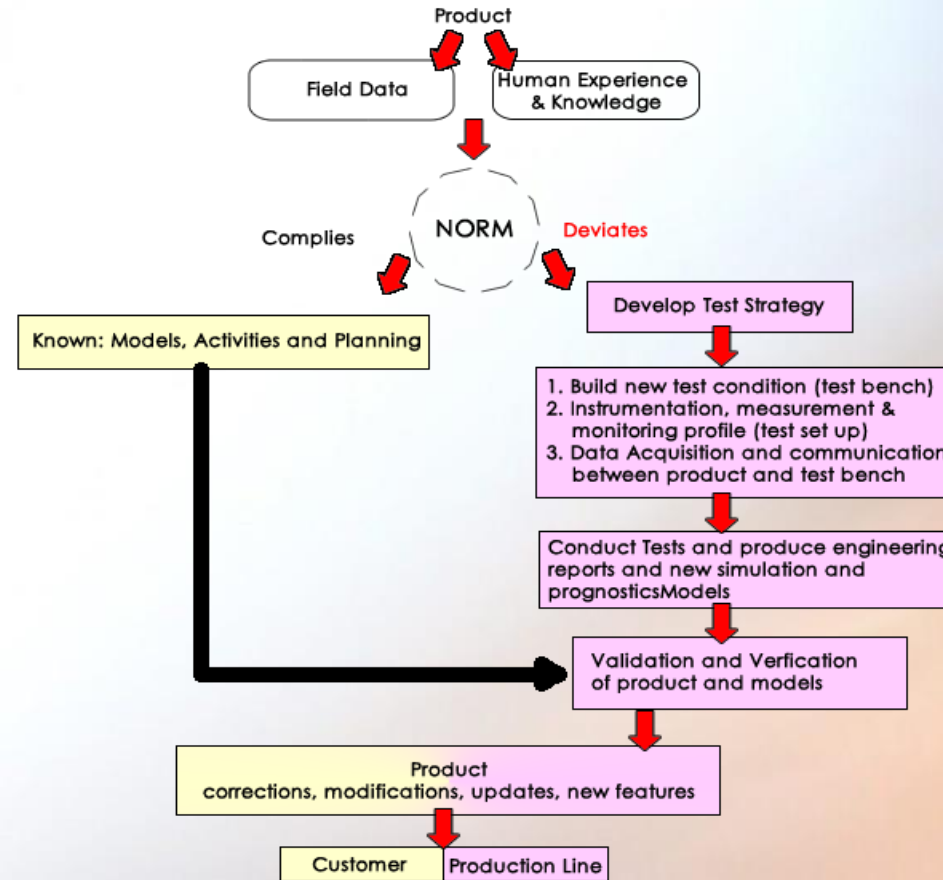 Product
Field Data
Human Experience
& Knowledge
NORM
Complies
Deviates
Known: Models, Activities and Planning
Develop Test Strategy
1. Build new test condition (test bench)
2. Instrumentation, measurement &
monitoring profile (test set up)
3. Data Acquisition and communication
between product and test bench
Conduct Tests and produce engineering
reports and new simulation and
prognosticsModels
Validation and Verfication
of product and models
Product
corrections, modifications, updates, new features
Customer
Production Line